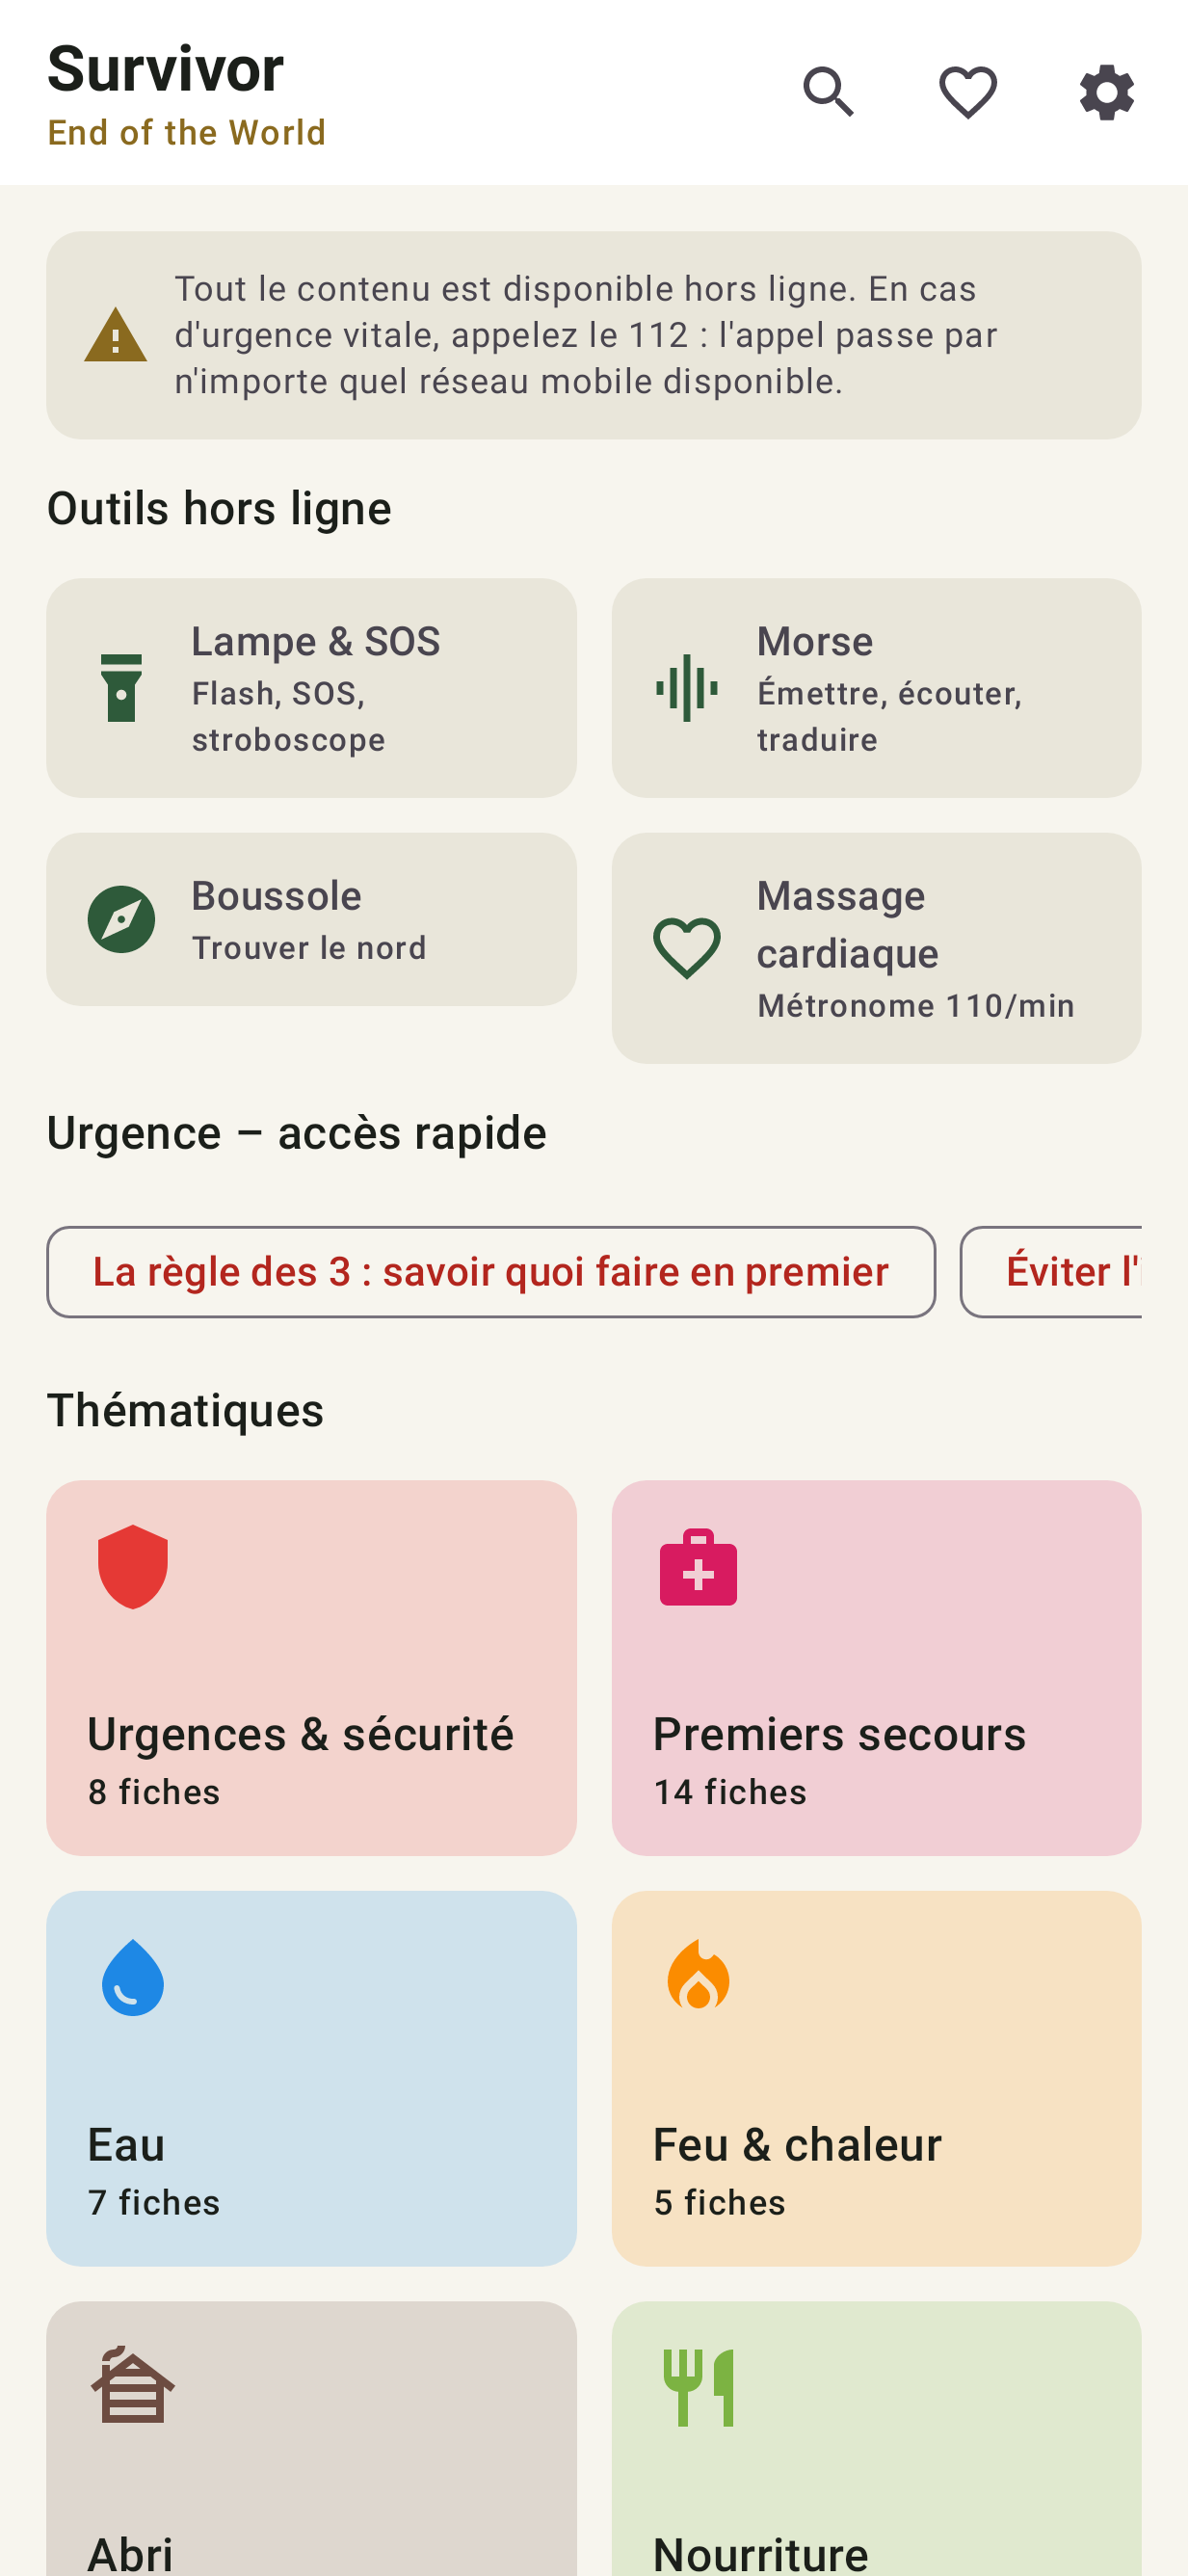 Survivor
End of the World
Tout le contenu est disponible hors ligne. En cas
d'urgence vitale, appelez le 112 : l'appel passe par
n'importe quel réseau mobile disponible.
Outils hors ligne
Lampe & SOS
Flash, SOS,
stroboscope
Morse
Émettre, écouter,
traduire
Boussole
Trouver le nord
Massage
cardiaque
Métronome 110/min
Urgence – accès rapide
La règle des 3 : savoir quoi faire en premier
Éviter l'
Thématiques
Urgences & sécurité
8 fiches
Premiers secours
14 fiches
Eau
7 fiches
Feu & chaleur
5 fiches
Abri
Nourriture